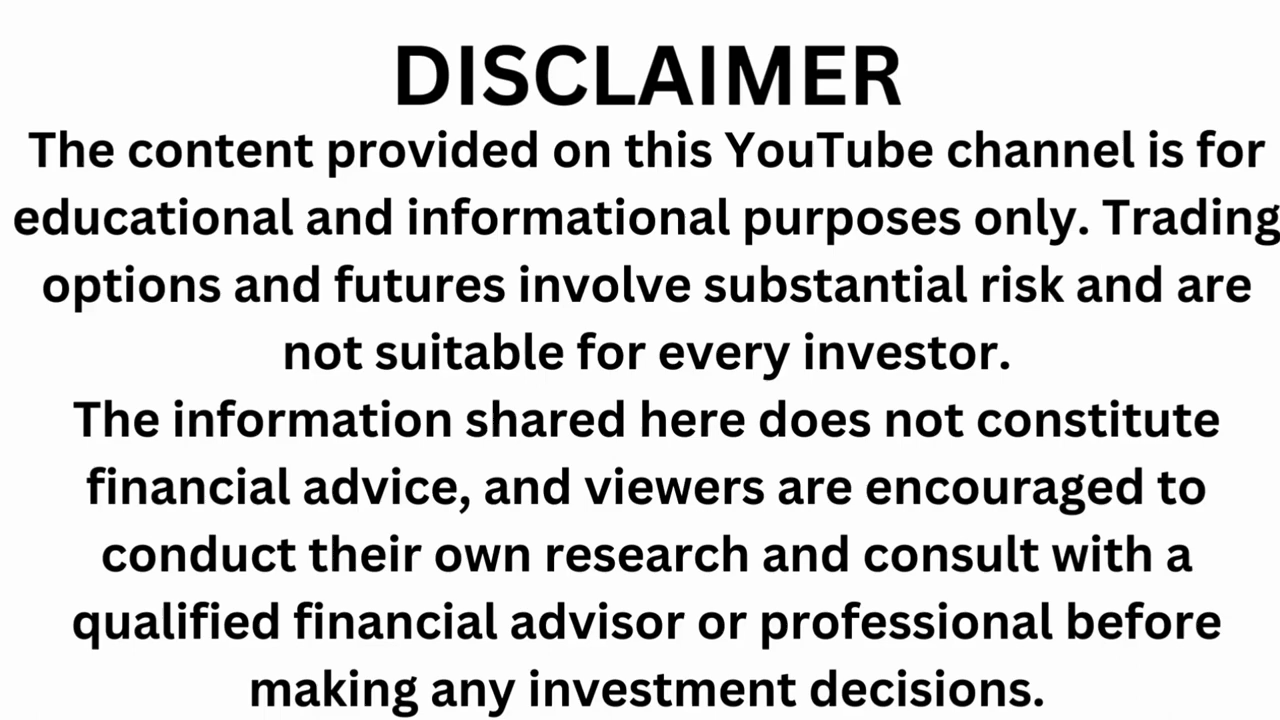 DISCLAIMER
The content provided on this YouTube channel is for
educational and informational purposes only. Trading
options and futures involve substantial risk and are
not suitable for every investor.
The information shared here does not constitute
financial advice, and viewers are encouraged to
conduct their own research and consult with a
qualified financial advisor or professional before
making any investment decisions.